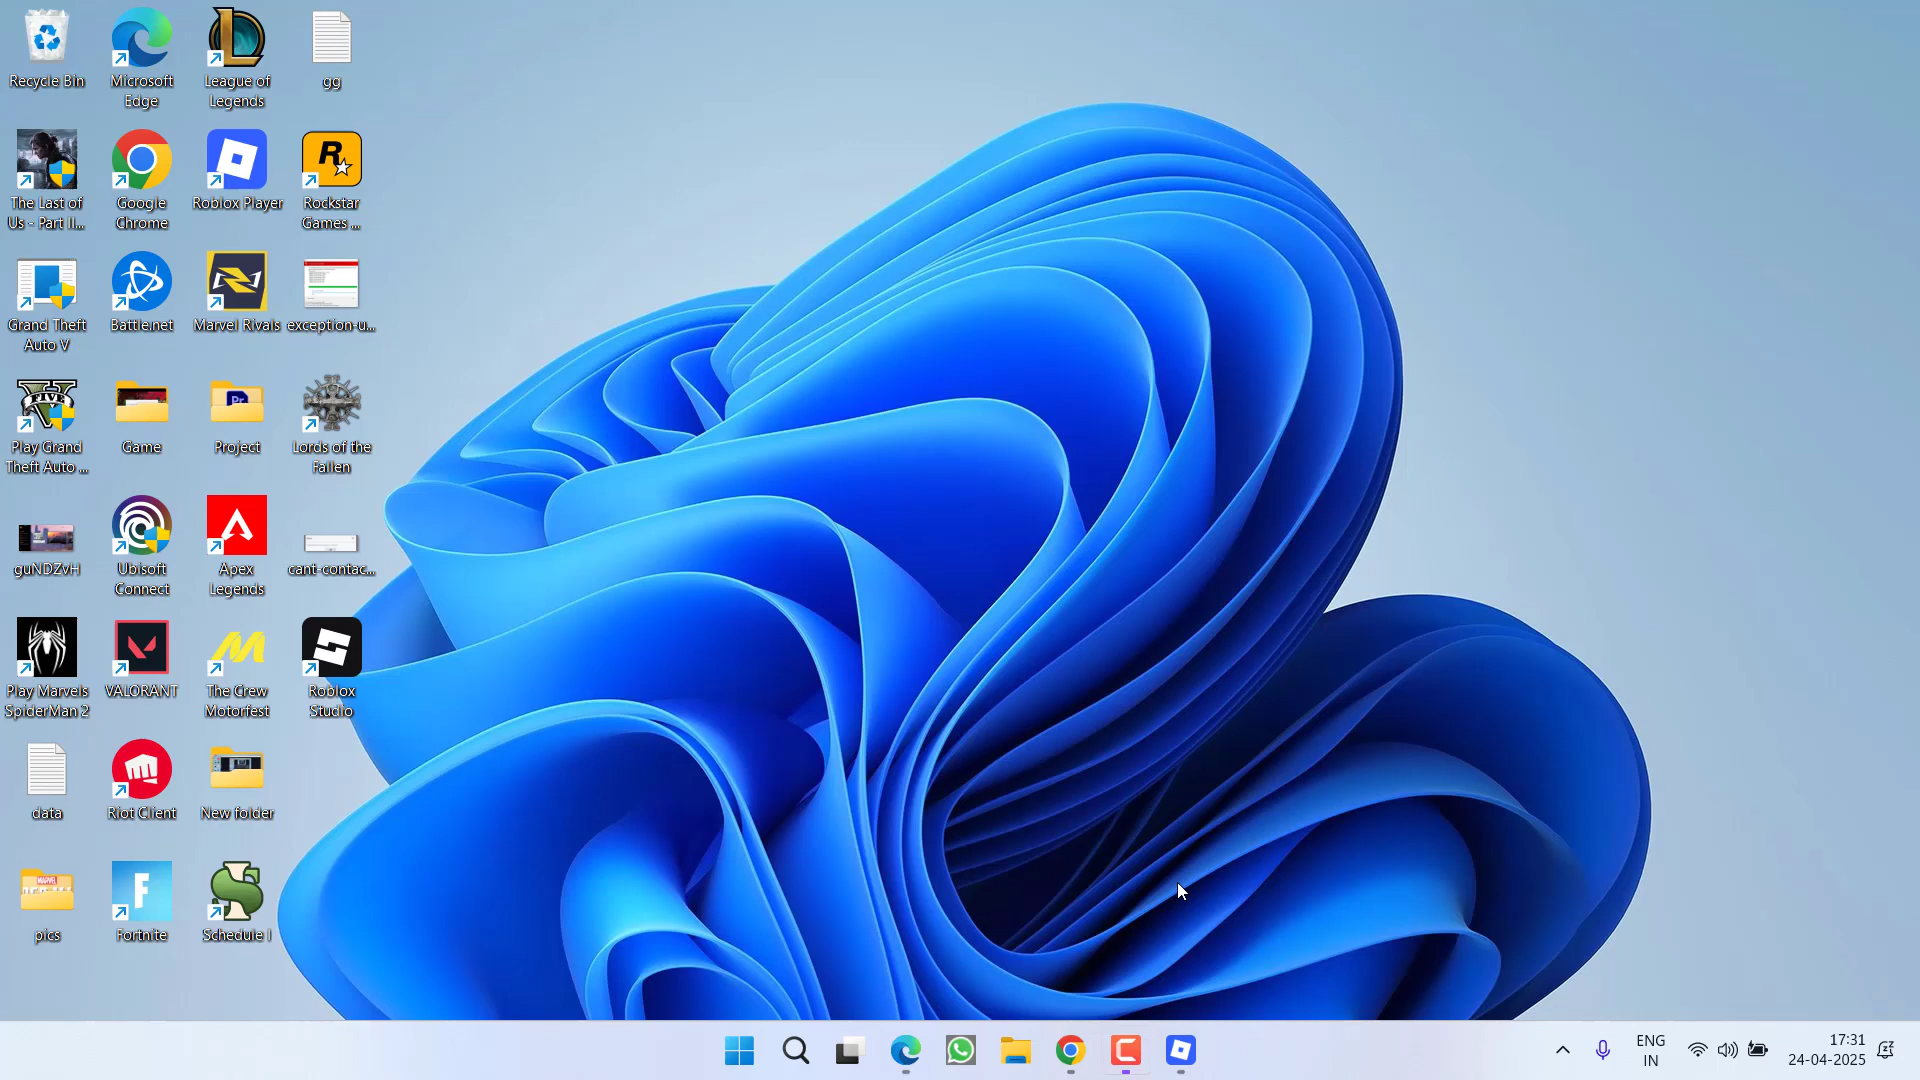 Recycle Bin
Microsoft
Edge
League of
Legends
gg
The Last of
Us - Part II...
Google
Chrome
Roblox Player
Rockstar
Games ...
Grand Theft
Auto V
Battle.net
Marvel Rivals
exception-u...
Play Grand
Theft Auto ...
Game
Project
Lords of the
Fallen
guNDZvH
Ubisoft
Connect
Apex
Legends
cant-contac...
Play Marvels
SpiderMan 2
VALORANT
The Crew
Motorfest
Roblox
Studio
data
Riot Client
New folder
pics
Fortnite
Schedule I
ENG
IN
17:31
24-04-2025